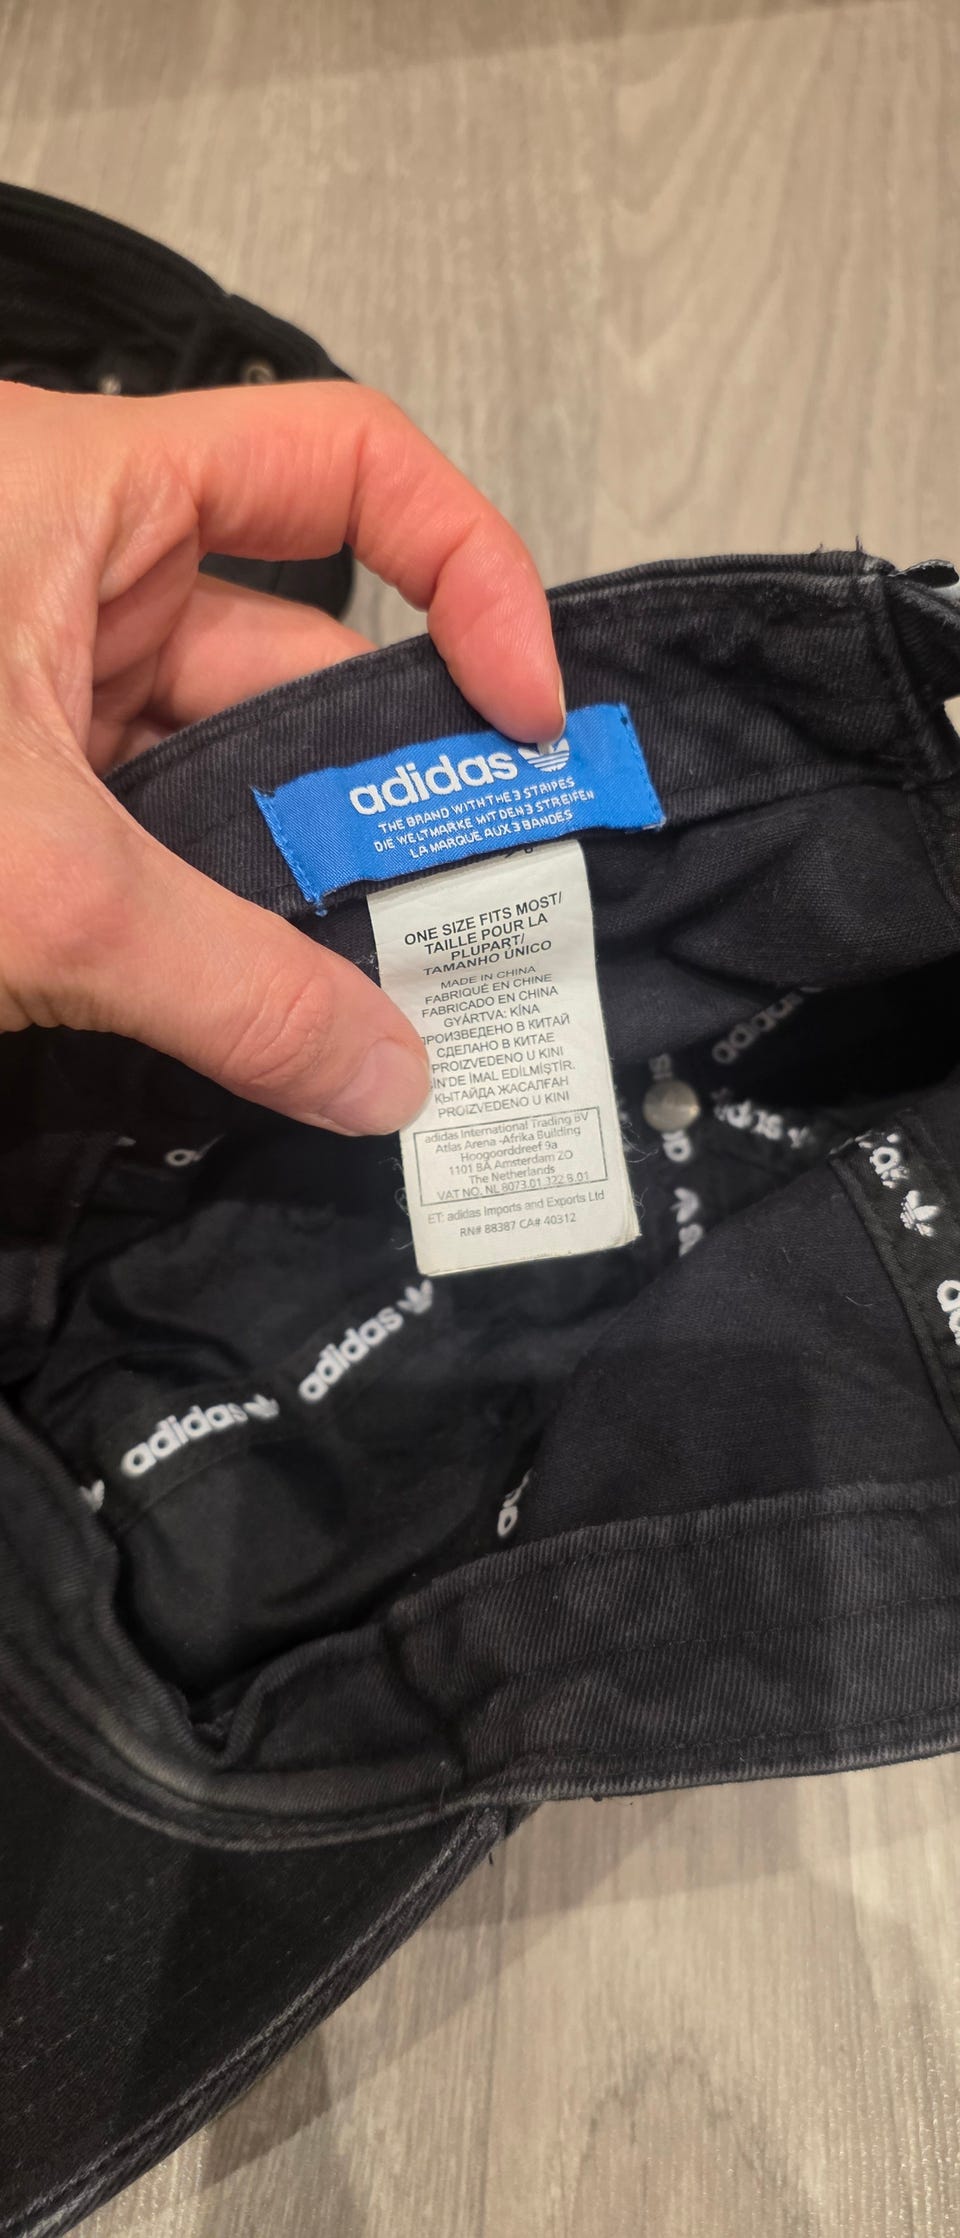 adidas
THE BRAND WITH THE 3 STRIPES
DIE WELTMARKE MIT DEN 3 STREIFEN
LA MARQUE AUX 3 BANDES
ONE SIZE FITS MOST/
TAILLE POUR LA
PLUPART/
TAMANHO ÚNICO
MADE IN CHINA
FABRIQUÉ EN CHINE
FABRICADO EN CHINA
GYÁRTVA: KÍNA
ПРОИЗВЕДЕНО В КИТАЙ
СДЕЛАНО В КИТАЕ
PROIZVEDENO U KINI
İN'DE İMAL EDİLMİŞTİR.
КЫТАЙДА ЖАСАЛҒАН
PROIZVEDENO U KINI
adidas International Trading BV
Atlas Arena -Afrika Building
Hoogoorddreef 9a
1101 BA Amsterdam ZO
The Netherlands
VAT NO. NL 8073.01.322.B.01
ET: adidas Imports and Exports Ltd
RN# 88387 CA# 40312
adidas
adidas
adidas